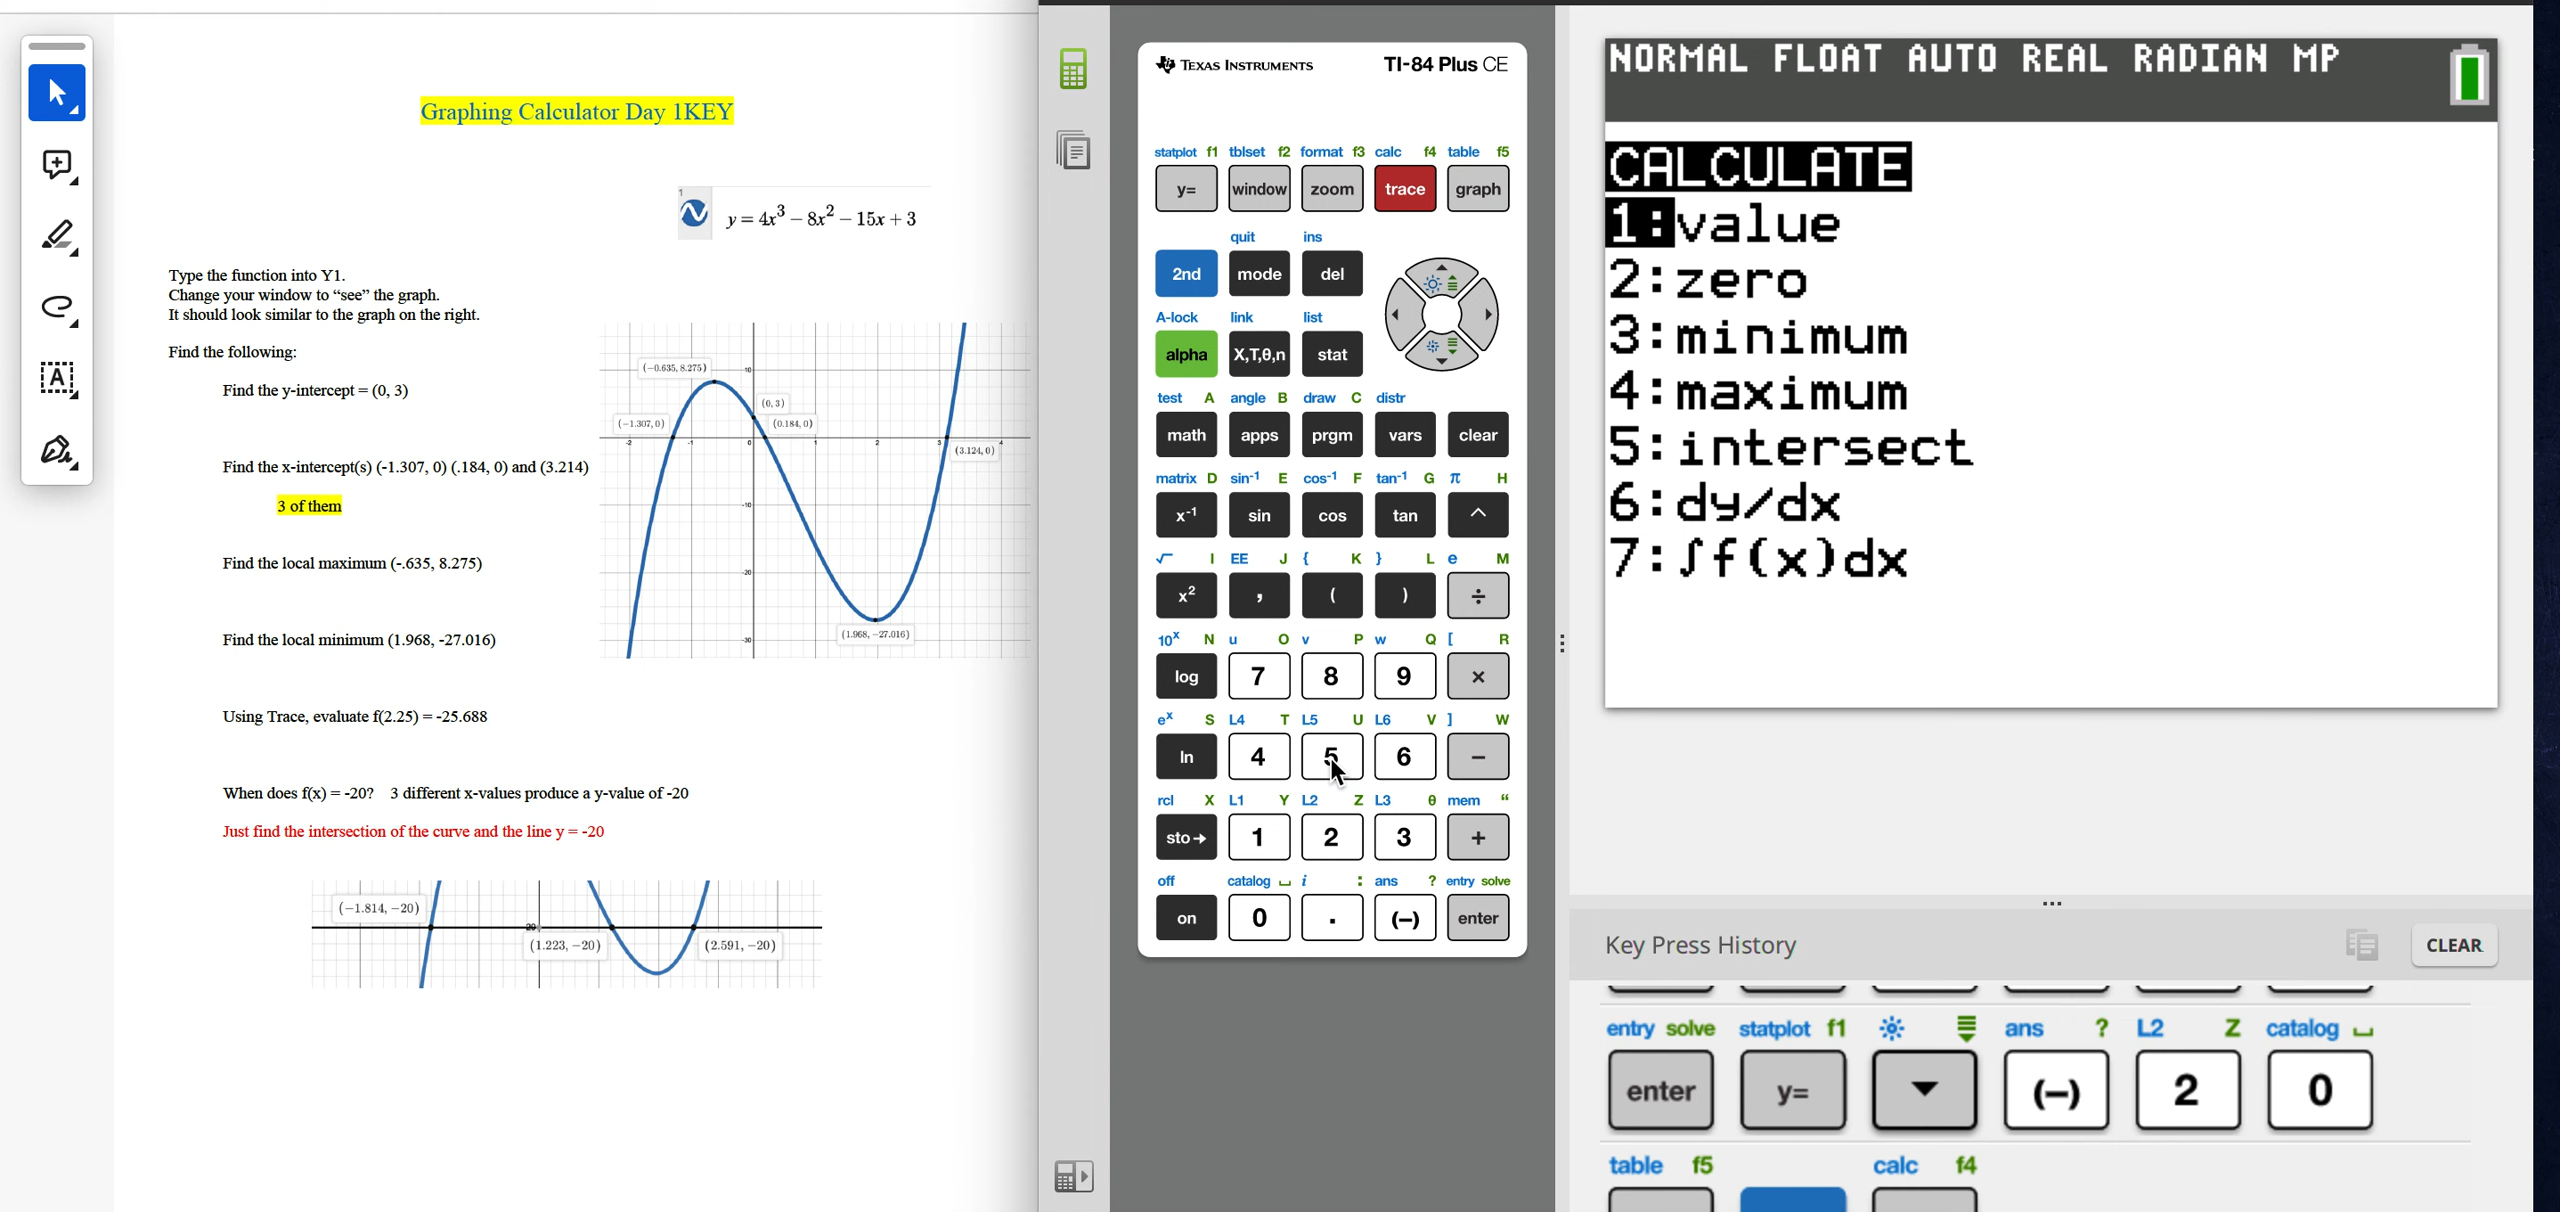 Graphing Calculator Day 1KEY
1
y = 4x³ − 8x² − 15x + 3
Type the function into Y1.
Change your window to “see” the graph.
It should look similar to the graph on the right.
Find the following:
Find the y-intercept = (0, 3)
Find the x-intercept(s) (-1.307, 0) (.184, 0) and (3.214)
3 of them
Find the local maximum (-.635, 8.275)
Find the local minimum (1.968, -27.016)
Using Trace, evaluate f(2.25) = -25.688
When does f(x) = -20? 3 different x-values produce a y-value of -20
Just find the intersection of the curve and the line y = -20
(−0.635, 8.275)
10
(0, 3)
(−1.307, 0)
(0.184, 0)
-2 -1 0 1 2 3 4
(3.124, 0)
-10
-20
(1.968, −27.016)
-30
(−1.814, −20)
(1.223, −20)
(2.591, −20)
A
TEXAS INSTRUMENTS TI-84 Plus CE
statplot f1 tblset f2 format f3 calc f4 table f5
y= window zoom trace graph
quit ins
2nd mode del
A-lock link list
alpha X,T,θ,n stat
test A angle B draw C distr
math apps prgm vars clear
matrix D sin⁻¹ E cos⁻¹ F tan⁻¹ G π H
x⁻¹ sin cos tan ^
√ I EE J { K } L e M
x² , ( ) ÷
10ˣ N u O v P w Q [ R
log 7 8 9 ×
eˣ S L4 T L5 U L6 V ] W
ln 4 5 6 −
rcl X L1 Y L2 Z L3 θ mem “
sto→ 1 2 3 +
off catalog ␣ i : ans ? entry solve
on 0 . (−) enter
NORMAL FLOAT AUTO REAL RADIAN MP
CALCULATE
1:value
2:zero
3:minimum
4:maximum
5:intersect
6:dy/dx
7:∫f(x)dx
Key Press History
CLEAR
entry solve statplot f1 ans ? L2 Z catalog ␣
enter y= (−) 2 0
table f5 calc f4